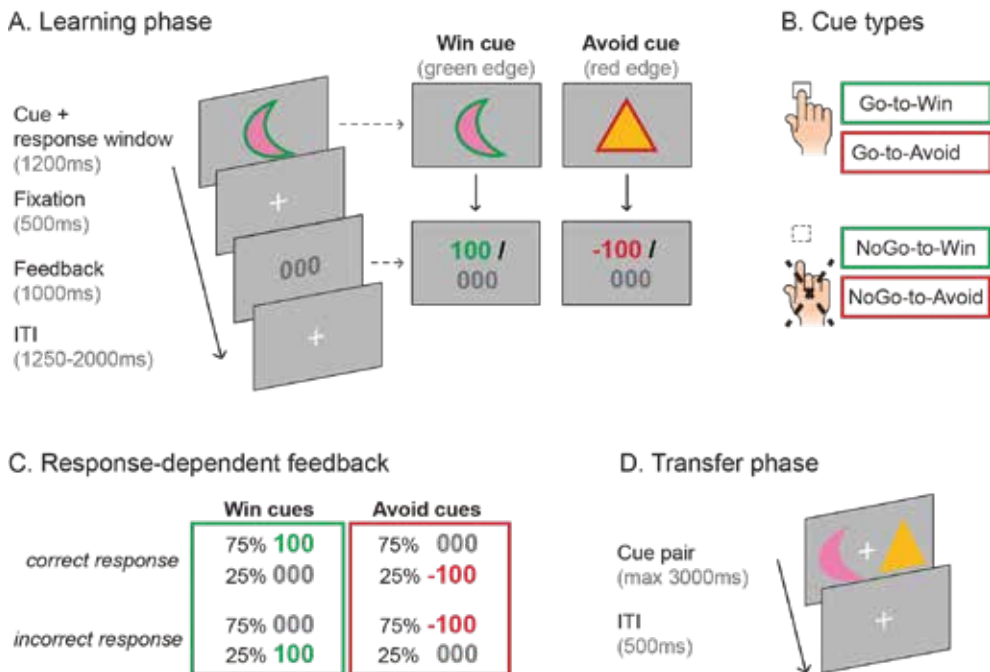 A. Learning phase
Cue +
response window
(1200ms)
Fixation
(500ms)
Feedback
(1000ms)
ITI
(1250-2000ms)
000
Win cue
(green edge)
Avoid cue
(red edge)
100 /
000
-100 /
000
B. Cue types
Go-to-Win
Go-to-Avoid
NoGo-to-Win
NoGo-to-Avoid
C. Response-dependent feedback
Win cues Avoid cues
correct response 75% 100 75% 000
25% 000 25% -100
incorrect response 75% 000 75% -100
25% 100 25% 000
D. Transfer phase
Cue pair
(max 3000ms)
ITI
(500ms)